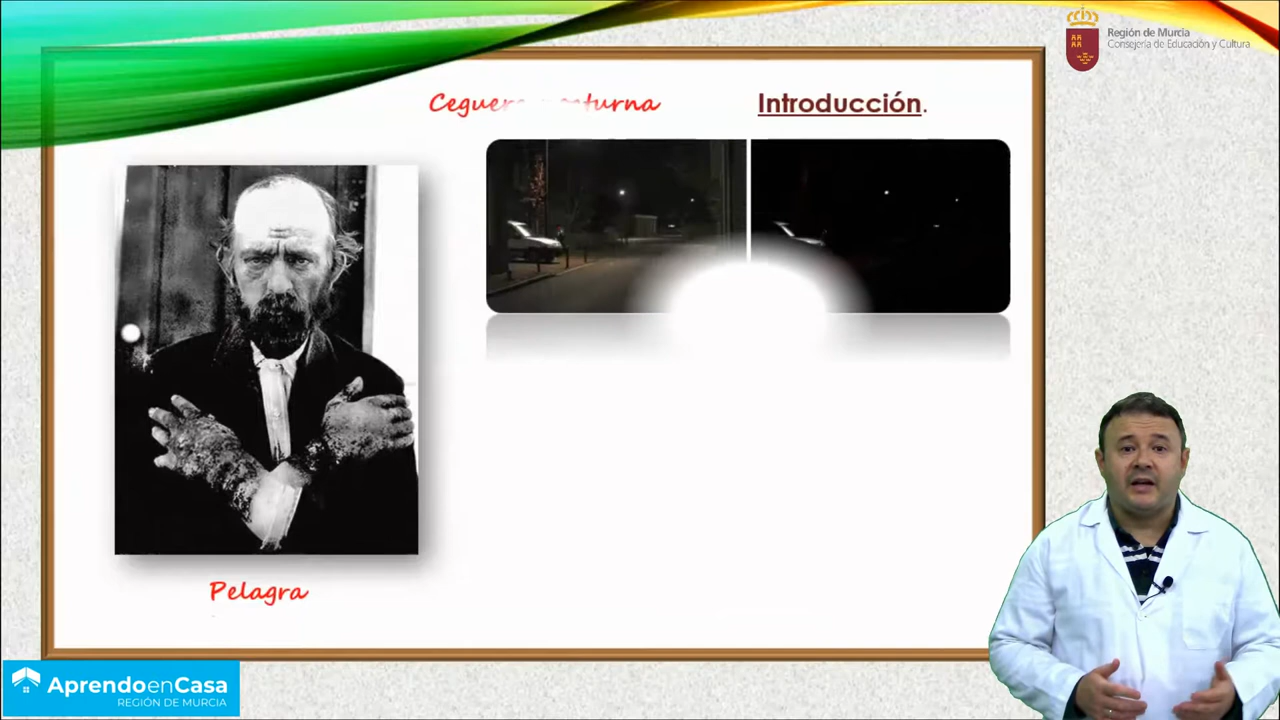 Región de Murcia
Consejería de Educación y Cultura
Introducción.
Pelagra
AprendoenCasa
REGIÓN DE MURCIA